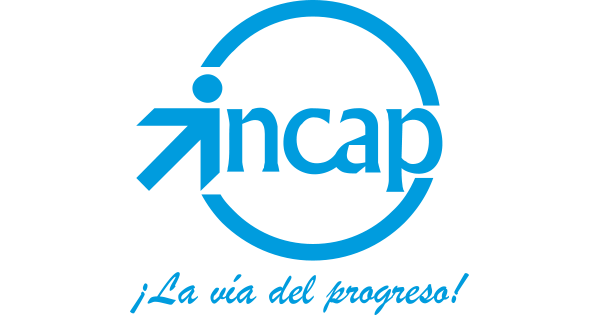 incap
¡La vía del progreso!